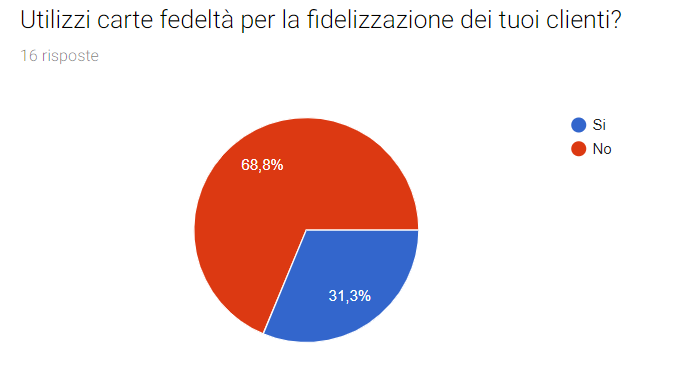 Utilizzi carte fedeltà per la fidelizzazione dei tuoi clienti?
16 risposte
Si
No
68,8%
31,3%